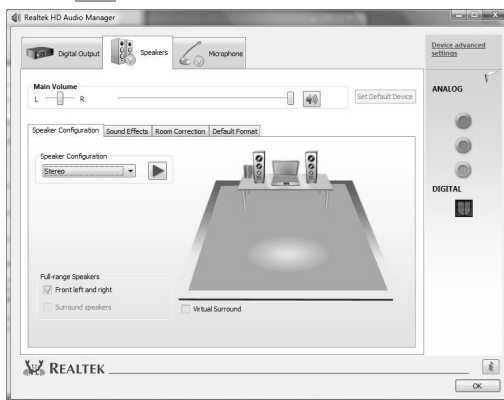 Realtek HD Audio Manager
Digital Output
Speakers
Microphone
Device advanced
settings
Main Volume
L
R
Set Default Device
ANALOG
Speaker Configuration
Sound Effects
Room Correction
Default Format
Speaker Configuration
Stereo
DIGITAL
Full-range Speakers
Front left and right
Surround speakers
Virtual Surround
REALTEK
OK